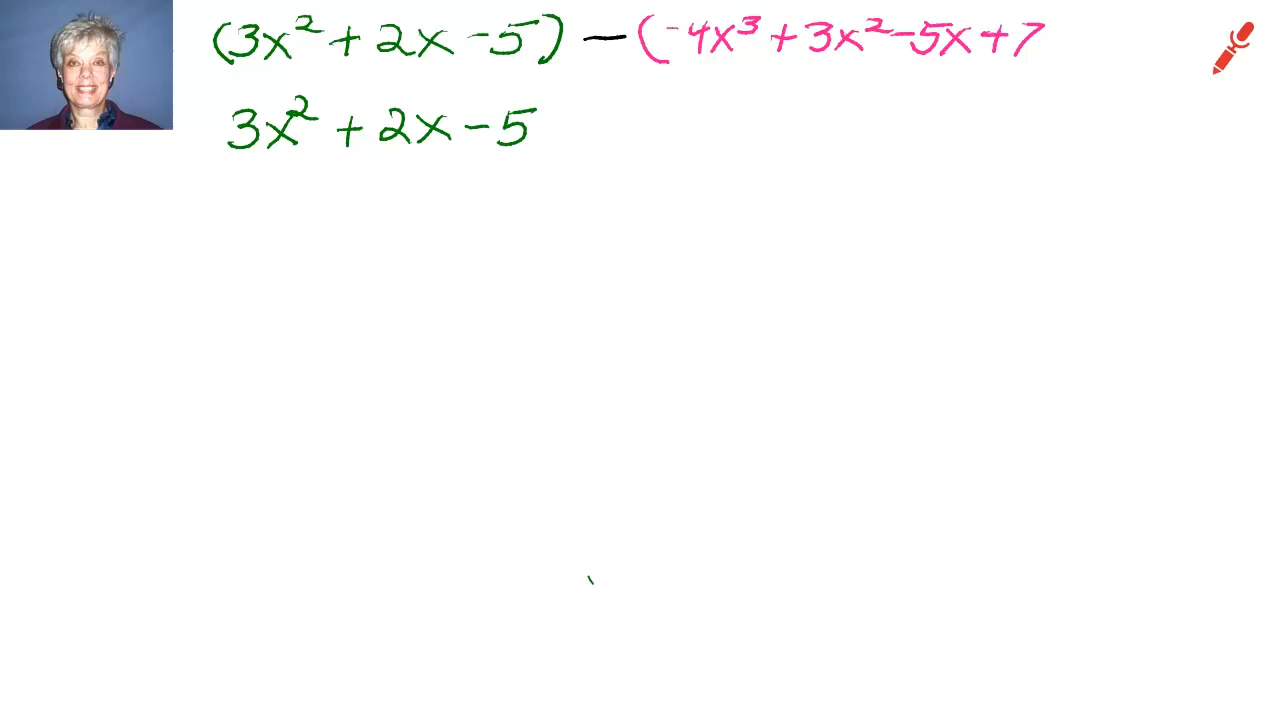 (3x² + 2x - 5) - (-4x³ + 3x² - 5x + 7
3x² + 2x - 5